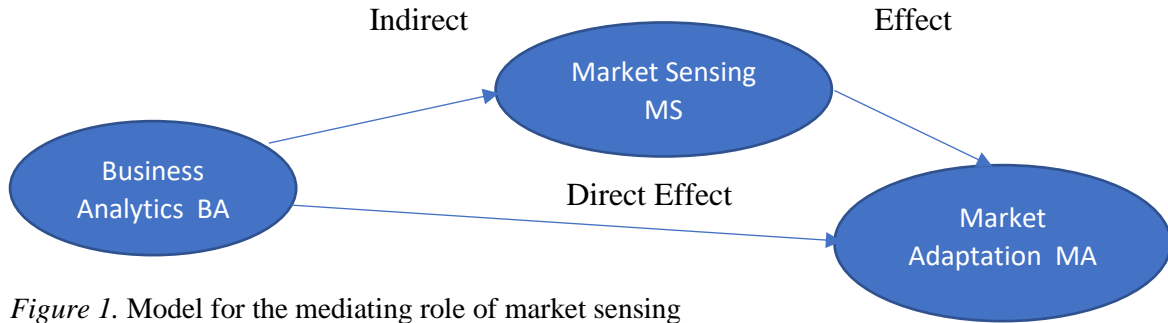 Indirect
Effect
Market Sensing
MS
Business
Analytics BA
Direct Effect
Market
Adaptation MA
Figure 1. Model for the mediating role of market sensing